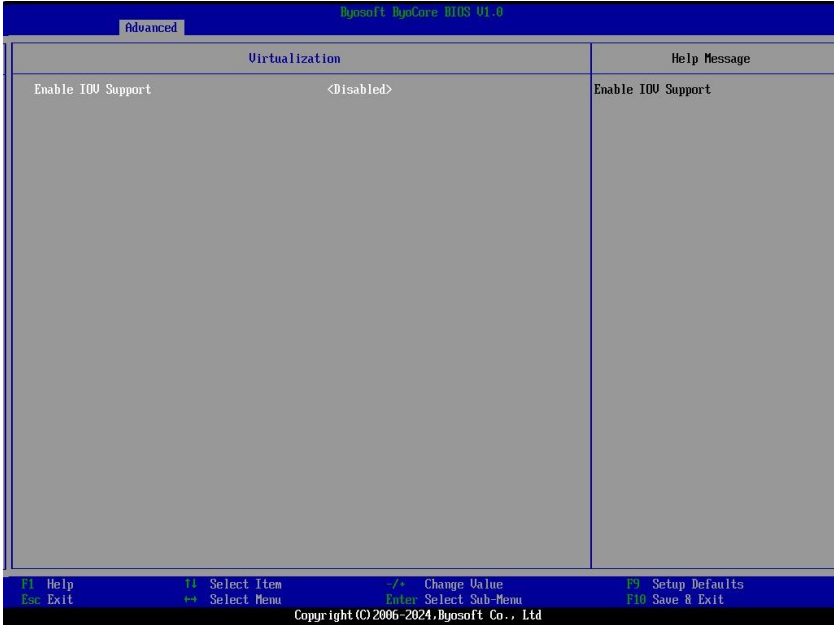 Byosoft ByoCore BIOS V1.0
Advanced
Virtualization
Help Message
Enable IOV Support <Disabled>
Enable IOV Support
F1 Help ↑↓ Select Item -/+ Change Value F9 Setup Defaults
Esc Exit ↔ Select Menu Enter Select Sub-Menu F10 Save & Exit
Copyright(C)2006-2024,Byosoft Co., Ltd